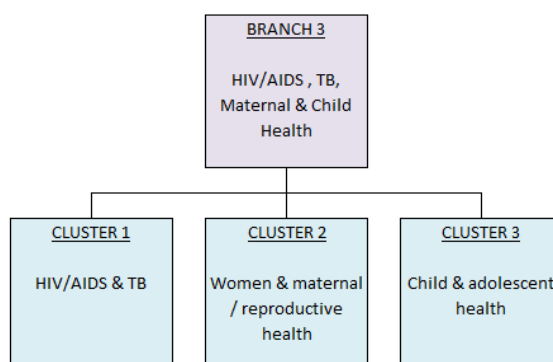 BRANCH 3
HIV/AIDS , TB,
Maternal & Child
Health
CLUSTER 1
HIV/AIDS & TB
CLUSTER 2
Women & maternal
/ reproductive
health
CLUSTER 3
Child & adolescent
health